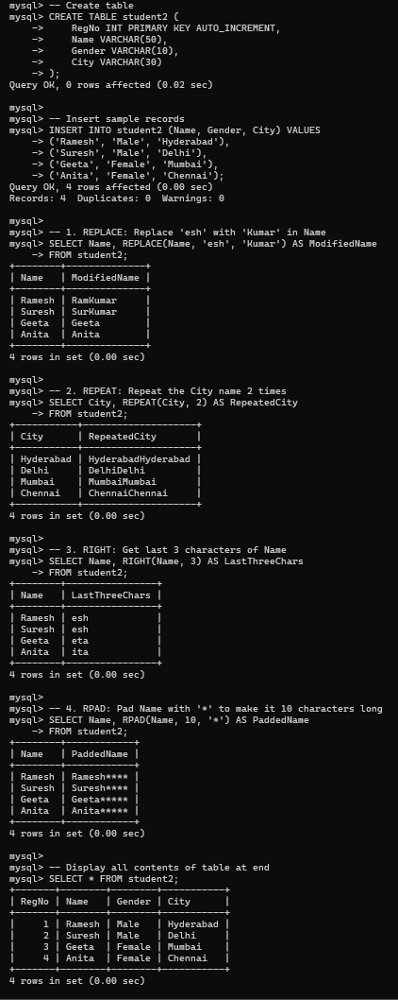 mysql> -- Create table
mysql> CREATE TABLE student2 (
    ->     RegNo INT PRIMARY KEY AUTO_INCREMENT,
    ->     Name VARCHAR(50),
    ->     Gender VARCHAR(10),
    ->     City VARCHAR(30)
    -> );
Query OK, 0 rows affected (0.02 sec)

mysql>
mysql> -- Insert sample records
mysql> INSERT INTO student2 (Name, Gender, City) VALUES
    -> ('Ramesh', 'Male', 'Hyderabad'),
    -> ('Suresh', 'Male', 'Delhi'),
    -> ('Geeta', 'Female', 'Mumbai'),
    -> ('Anita', 'Female', 'Chennai');
Query OK, 4 rows affected (0.00 sec)
Records: 4  Duplicates: 0  Warnings: 0

mysql>
mysql> -- 1. REPLACE: Replace 'esh' with 'Kumar' in Name
mysql> SELECT Name, REPLACE(Name, 'esh', 'Kumar') AS ModifiedName
    -> FROM student2;
+--------+--------------+
| Name   | ModifiedName |
+--------+--------------+
| Ramesh | RamKumar     |
| Suresh | SurKumar     |
| Geeta  | Geeta        |
| Anita  | Anita        |
+--------+--------------+
4 rows in set (0.00 sec)

mysql>
mysql> -- 2. REPEAT: Repeat the City name 2 times
mysql> SELECT City, REPEAT(City, 2) AS RepeatedCity
    -> FROM student2;
+-----------+--------------------+
| City      | RepeatedCity       |
+-----------+--------------------+
| Hyderabad | HyderabadHyderabad |
| Delhi     | DelhiDelhi         |
| Mumbai    | MumbaiMumbai       |
| Chennai   | ChennaiChennai     |
+-----------+--------------------+
4 rows in set (0.00 sec)

mysql>
mysql> -- 3. RIGHT: Get last 3 characters of Name
mysql> SELECT Name, RIGHT(Name, 3) AS LastThreeChars
    -> FROM student2;
+--------+----------------+
| Name   | LastThreeChars |
+--------+----------------+
| Ramesh | esh            |
| Suresh | esh            |
| Geeta  | eta            |
| Anita  | ita            |
+--------+----------------+
4 rows in set (0.00 sec)

mysql>
mysql> -- 4. RPAD: Pad Name with '*' to make it 10 characters long
mysql> SELECT Name, RPAD(Name, 10, '*') AS PaddedName
    -> FROM student2;
+--------+------------+
| Name   | PaddedName |
+--------+------------+
| Ramesh | Ramesh**** |
| Suresh | Suresh**** |
| Geeta  | Geeta***** |
| Anita  | Anita***** |
+--------+------------+
4 rows in set (0.00 sec)

mysql>
mysql> -- Display all contents of table at end
mysql> SELECT * FROM student2;
+-------+--------+--------+-----------+
| RegNo | Name   | Gender | City      |
+-------+--------+--------+-----------+
|     1 | Ramesh | Male   | Hyderabad |
|     2 | Suresh | Male   | Delhi     |
|     3 | Geeta  | Female | Mumbai    |
|     4 | Anita  | Female | Chennai   |
+-------+--------+--------+-----------+
4 rows in set (0.00 sec)